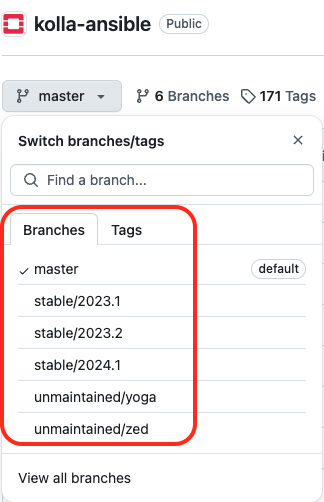 kolla-ansible Public
master 6 Branches 171 Tags
Switch branches/tags
Find a branch...
Branches Tags
master default
stable/2023.1
stable/2023.2
stable/2024.1
unmaintained/yoga
unmaintained/zed
View all branches